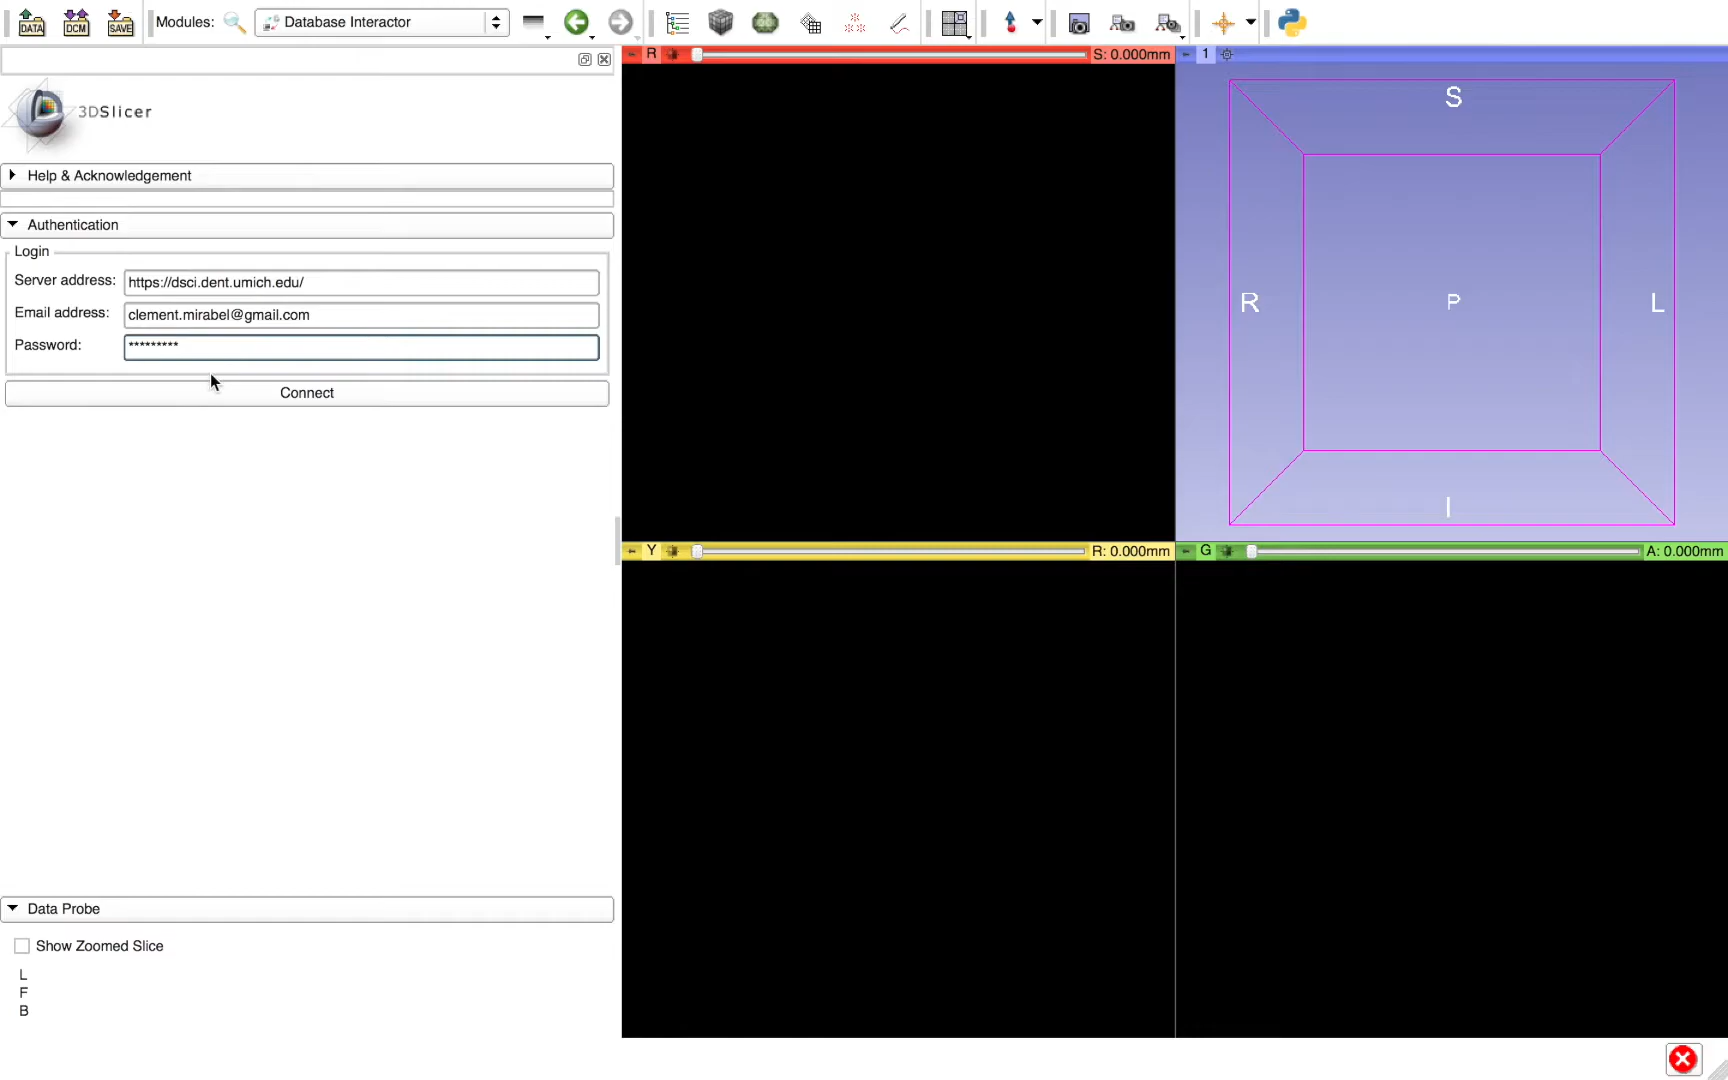 DATA DCM SAVE Modules: Database Interactor
R S: 0.000mm 1
3DSlicer
Help & Acknowledgement
Authentication
Login
Server address: https://dsci.dent.umich.edu/
Email address: clement.mirabel@gmail.com
Password: *********
Connect
S
R P L
I
Y R: 0.000mm G A: 0.000mm
Data Probe
Show Zoomed Slice
L
F
B